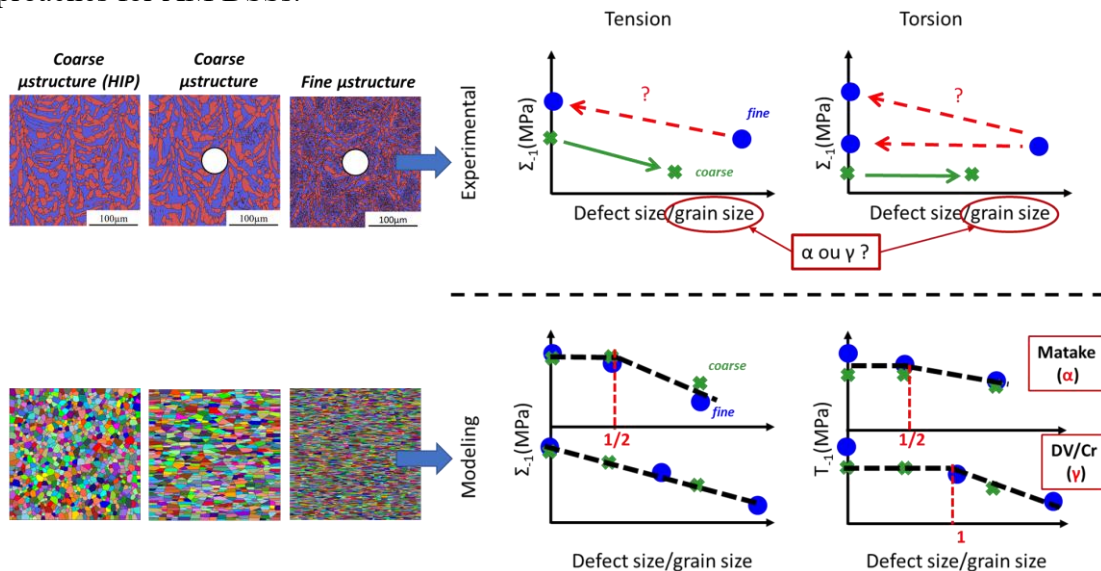 Tension
Torsion
Coarse
µstructure (HIP)
Coarse
µstructure
Fine µstructure
100µm
100µm
100µm
Experimental
Σ-1(MPa)
?
fine
coarse
Defect size/grain size
Σ-1(MPa)
?
Defect size/grain size
α ou γ ?
Modeling
Σ-1(MPa)
coarse
fine
1/2
Defect size/grain size
T-1(MPa)
1/2
1
Matake
(α)
DV/Cr
(γ)
Defect size/grain size